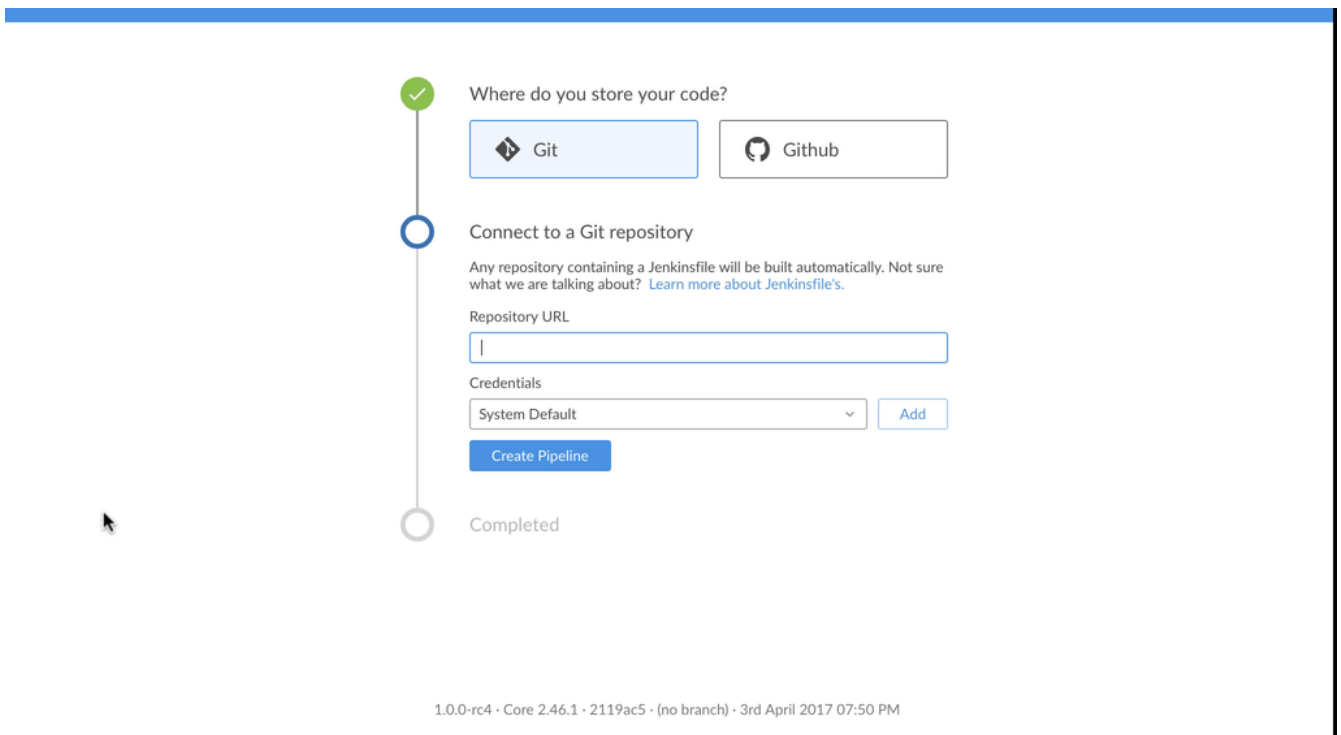 Where do you store your code?
Git
Github
Connect to a Git repository
Any repository containing a Jenkinsfile will be built automatically. Not sure
what we are talking about? Learn more about Jenkinsfile's.
Repository URL
Credentials
System Default
Add
Create Pipeline
Completed
1.0.0-rc4 · Core 2.46.1 · 2119ac5 · (no branch) · 3rd April 2017 07:50 PM